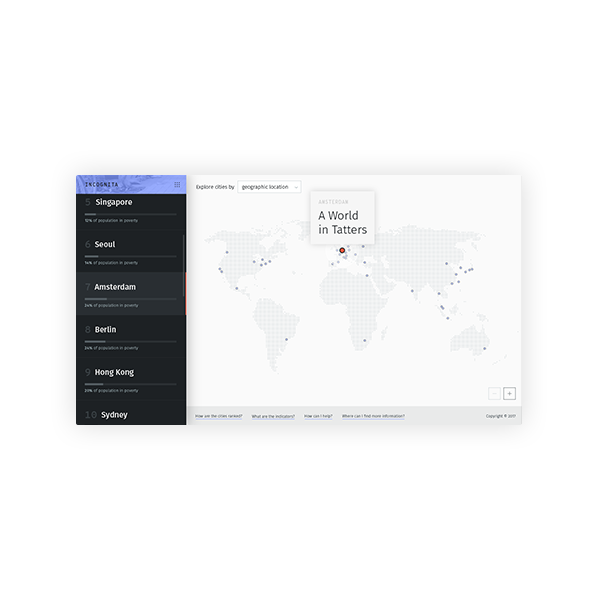 INCOGNITA
5 Singapore
12% of population in poverty
6 Seoul
14% of population in poverty
7 Amsterdam
24% of population in poverty
8 Berlin
24% of population in poverty
9 Hong Kong
20% of population in poverty
10 Sydney
Explore cities by geographic location
AMSTERDAM
A World
in Tatters
−
+
How are the cities ranked? What are the indicators? How can I help? Where can I find more information? Copyright © 2017